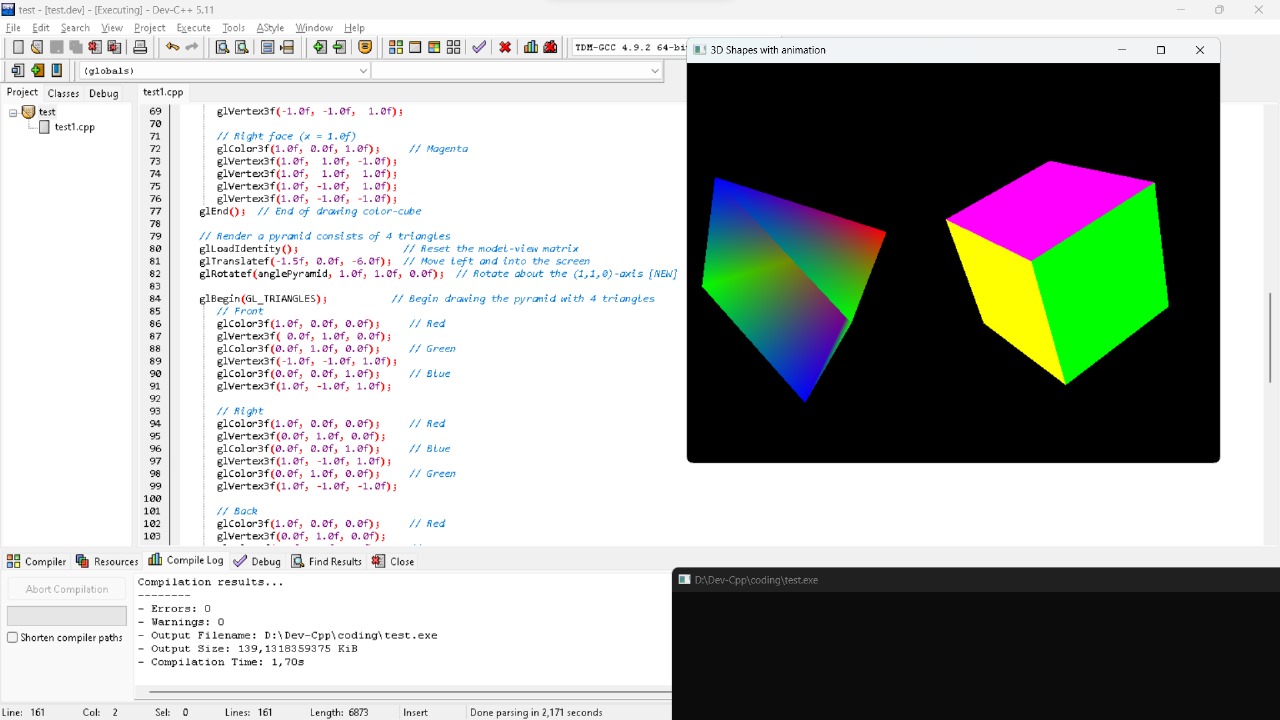 test - [test.dev] - [Executing] - Dev-C++ 5.11
File Edit Search View Project Execute Tools AStyle Window Help
TDM-GCC 4.9.2 64-bi
(globals)
Project Classes Debug
test
test1.cpp
test1.cpp
69 glVertex3f(-1.0f, -1.0f, 1.0f);
70
71 // Right face (x = 1.0f)
72 glColor3f(1.0f, 0.0f, 1.0f); // Magenta
73 glVertex3f(1.0f, 1.0f, -1.0f);
74 glVertex3f(1.0f, 1.0f, 1.0f);
75 glVertex3f(1.0f, -1.0f, 1.0f);
76 glVertex3f(1.0f, -1.0f, -1.0f);
77 glEnd(); // End of drawing color-cube
78
79 // Render a pyramid consists of 4 triangles
80 glLoadIdentity(); // Reset the model-view matrix
81 glTranslatef(-1.5f, 0.0f, -6.0f); // Move left and into the screen
82 glRotatef(anglePyramid, 1.0f, 1.0f, 0.0f); // Rotate about the (1,1,0)-axis [NEW]
83
84 glBegin(GL_TRIANGLES); // Begin drawing the pyramid with 4 triangles
85 // Front
86 glColor3f(1.0f, 0.0f, 0.0f); // Red
87 glVertex3f( 0.0f, 1.0f, 0.0f);
88 glColor3f(0.0f, 1.0f, 0.0f); // Green
89 glVertex3f(-1.0f, -1.0f, 1.0f);
90 glColor3f(0.0f, 0.0f, 1.0f); // Blue
91 glVertex3f(1.0f, -1.0f, 1.0f);
92
93 // Right
94 glColor3f(1.0f, 0.0f, 0.0f); // Red
95 glVertex3f(0.0f, 1.0f, 0.0f);
96 glColor3f(0.0f, 0.0f, 1.0f); // Blue
97 glVertex3f(1.0f, -1.0f, 1.0f);
98 glColor3f(0.0f, 1.0f, 0.0f); // Green
99 glVertex3f(1.0f, -1.0f, -1.0f);
100
101 // Back
102 glColor3f(1.0f, 0.0f, 0.0f); // Red
103 glVertex3f(0.0f, 1.0f, 0.0f);
3D Shapes with animation
Compiler Resources Compile Log Debug Find Results Close
Abort Compilation
Shorten compiler paths
Compilation results...
--------
- Errors: 0
- Warnings: 0
- Output Filename: D:\Dev-Cpp\coding\test.exe
- Output Size: 139,1318359375 KiB
- Compilation Time: 1,70s
D:\Dev-Cpp\coding\test.exe
Line: 161 Col: 2 Sel: 0 Lines: 161 Length: 6873 Insert Done parsing in 2,171 seconds